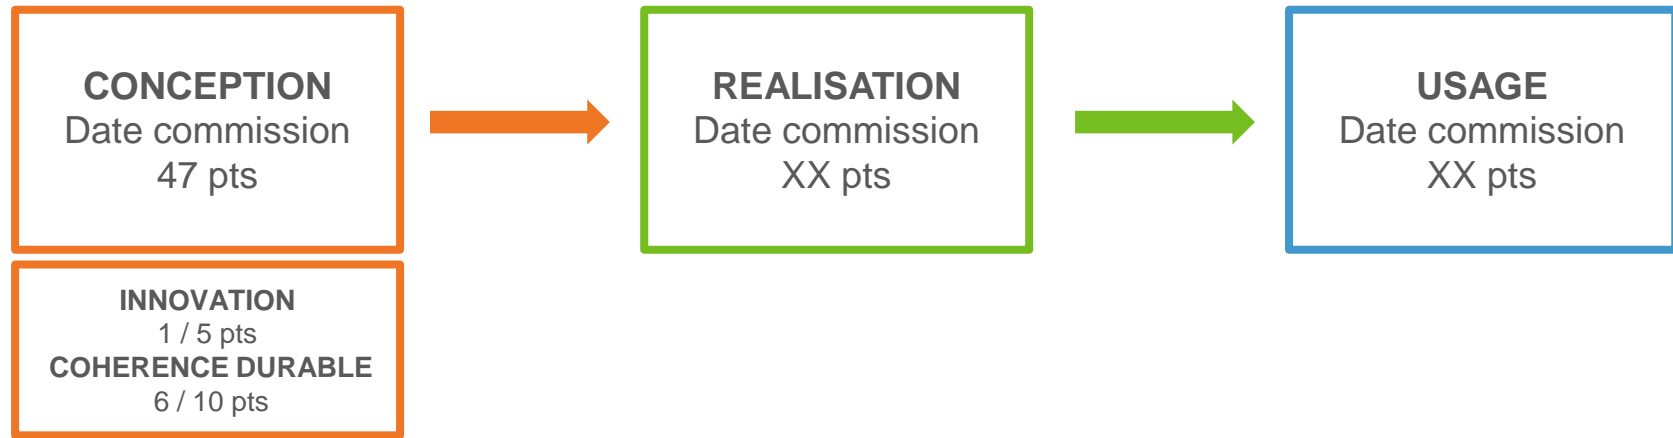 CONCEPTION
Date commission
47 pts
INNOVATION
1 / 5 pts
COHERENCE DURABLE
6 / 10 pts
REALISATION
Date commission
XX pts
USAGE
Date commission
XX pts